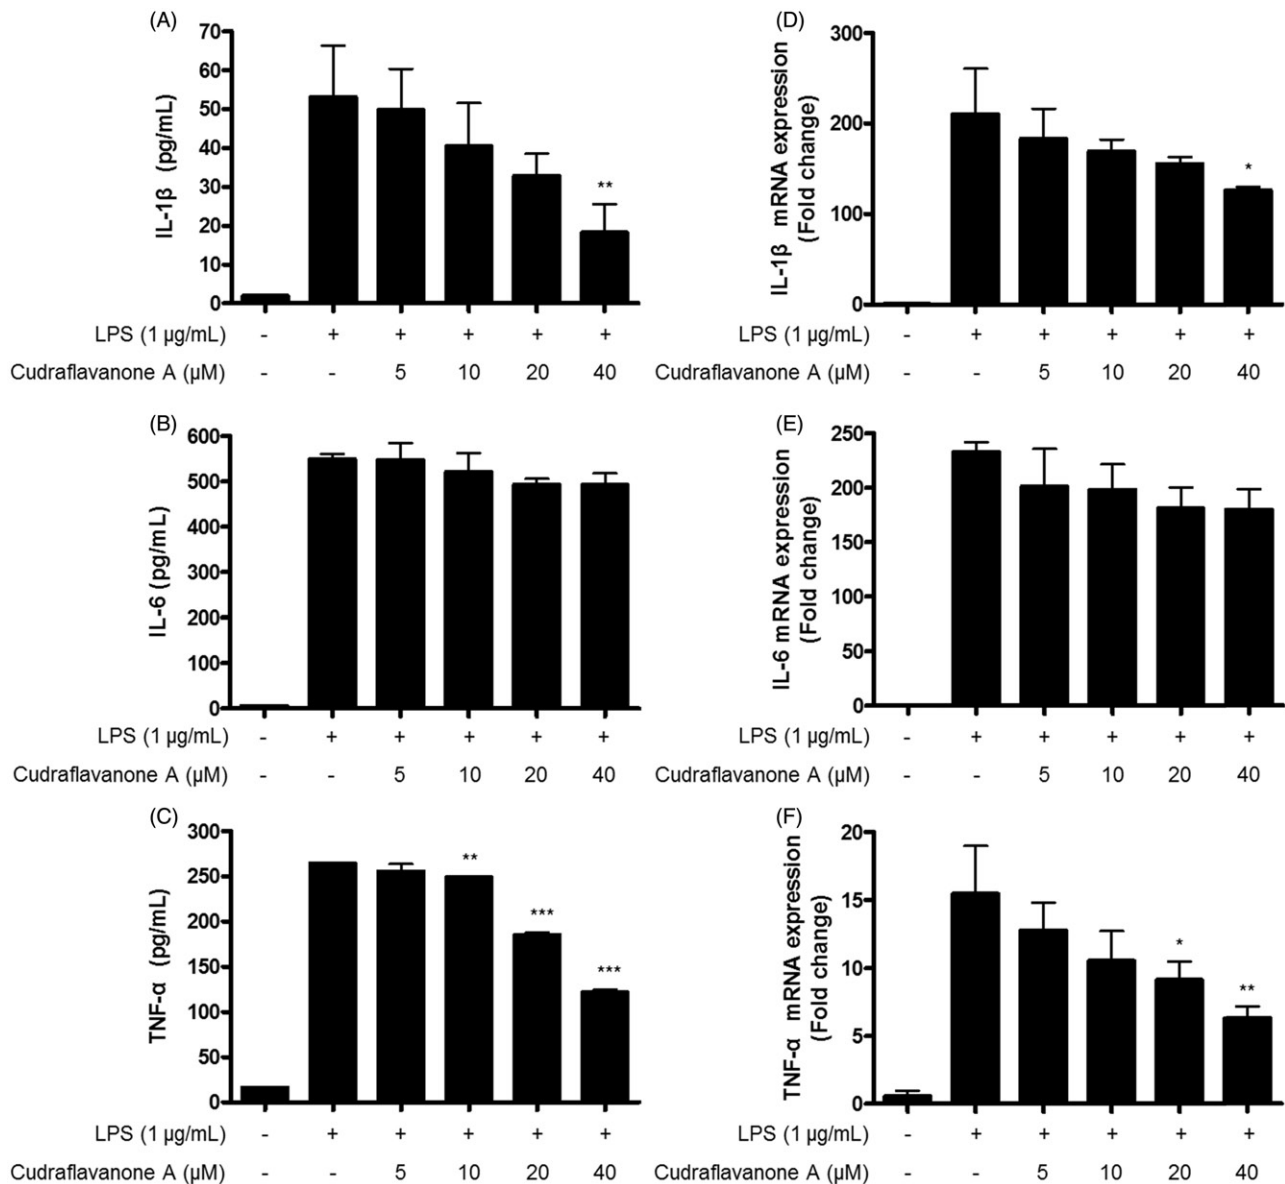 (A)
IL-1β (pg/mL)
70
60
50
40
30
20
10
0
**
LPS (1 µg/mL) - + + + + +
Cudraflavanone A (µM) - - 5 10 20 40
(D)
IL-1β mRNA expression
(Fold change)
300
200
100
0
*
LPS (1 µg/mL) - + + + + +
Cudraflavanone A (µM) - - 5 10 20 40
(B)
IL-6 (pg/mL)
600
500
400
300
200
100
0
LPS (1 µg/mL) - + + + + +
Cudraflavanone A (µM) - - 5 10 20 40
(E)
IL-6 mRNA expression
(Fold change)
250
200
150
100
50
0
LPS (1 µg/mL) - + + + + +
Cudraflavanone A (µM) - - 5 10 20 40
(C)
TNF-α (pg/mL)
300
250
200
150
100
50
0
**
***
***
LPS (1 µg/mL) - + + + + +
Cudraflavanone A (µM) - - 5 10 20 40
(F)
TNF-α mRNA expression
(Fold change)
20
15
10
5
0
*
**
LPS (1 µg/mL) - + + + + +
Cudraflavanone A (µM) - - 5 10 20 40